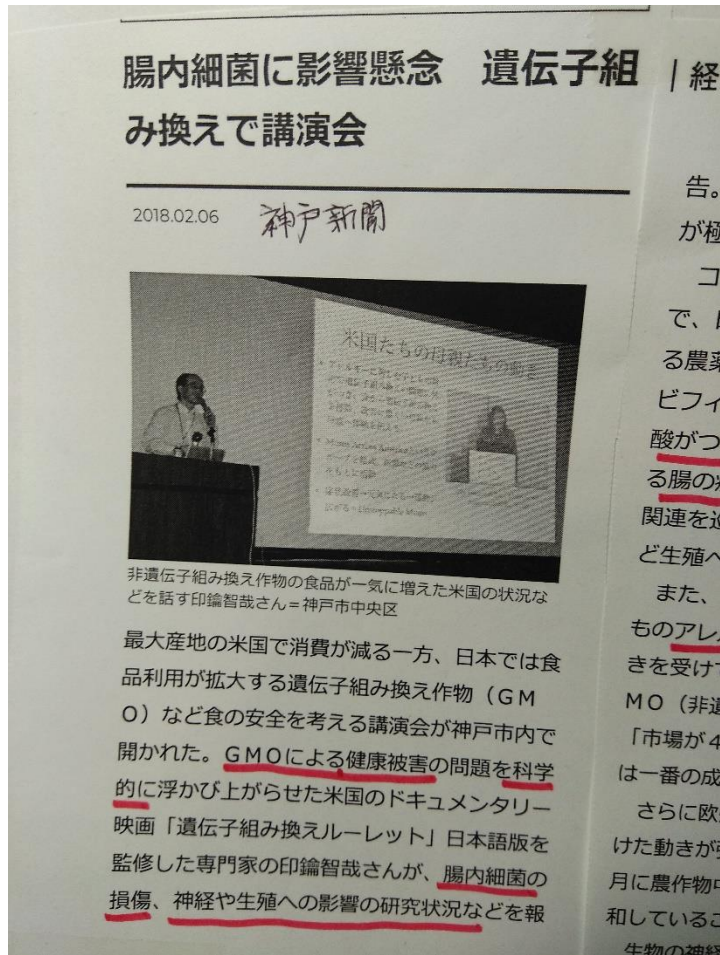 腸内細菌に影響懸念　遺伝子組
み換えで講演会
2018.02.06
神戸新聞
米国たちの母親たちの動き
非遺伝子組み換え作物の食品が一気に増えた米国の状況な
どを話す印鑰智哉さん＝神戸市中央区
最大産地の米国で消費が減る一方、日本では食
品利用が拡大する遺伝子組み換え作物（ＧＭ
Ｏ）など食の安全を考える講演会が神戸市内で
開かれた。ＧＭＯによる健康被害の問題を科学
的に浮かび上がらせた米国のドキュメンタリー
映画「遺伝子組み換えルーレット」日本語版を
監修した専門家の印鑰智哉さんが、腸内細菌の
損傷、神経や生殖への影響の研究状況などを報
｜経
告。
が極
コ
で、
る農薬
ビフィ
酸がつ
る腸の
関連を
ど生殖へ
また、
ものアレル
きを受けて
ＭＯ（非遺
「市場が４
は一番の成
さらに欧
けた動きが
月に農作物中
和しているこ
生物の神経